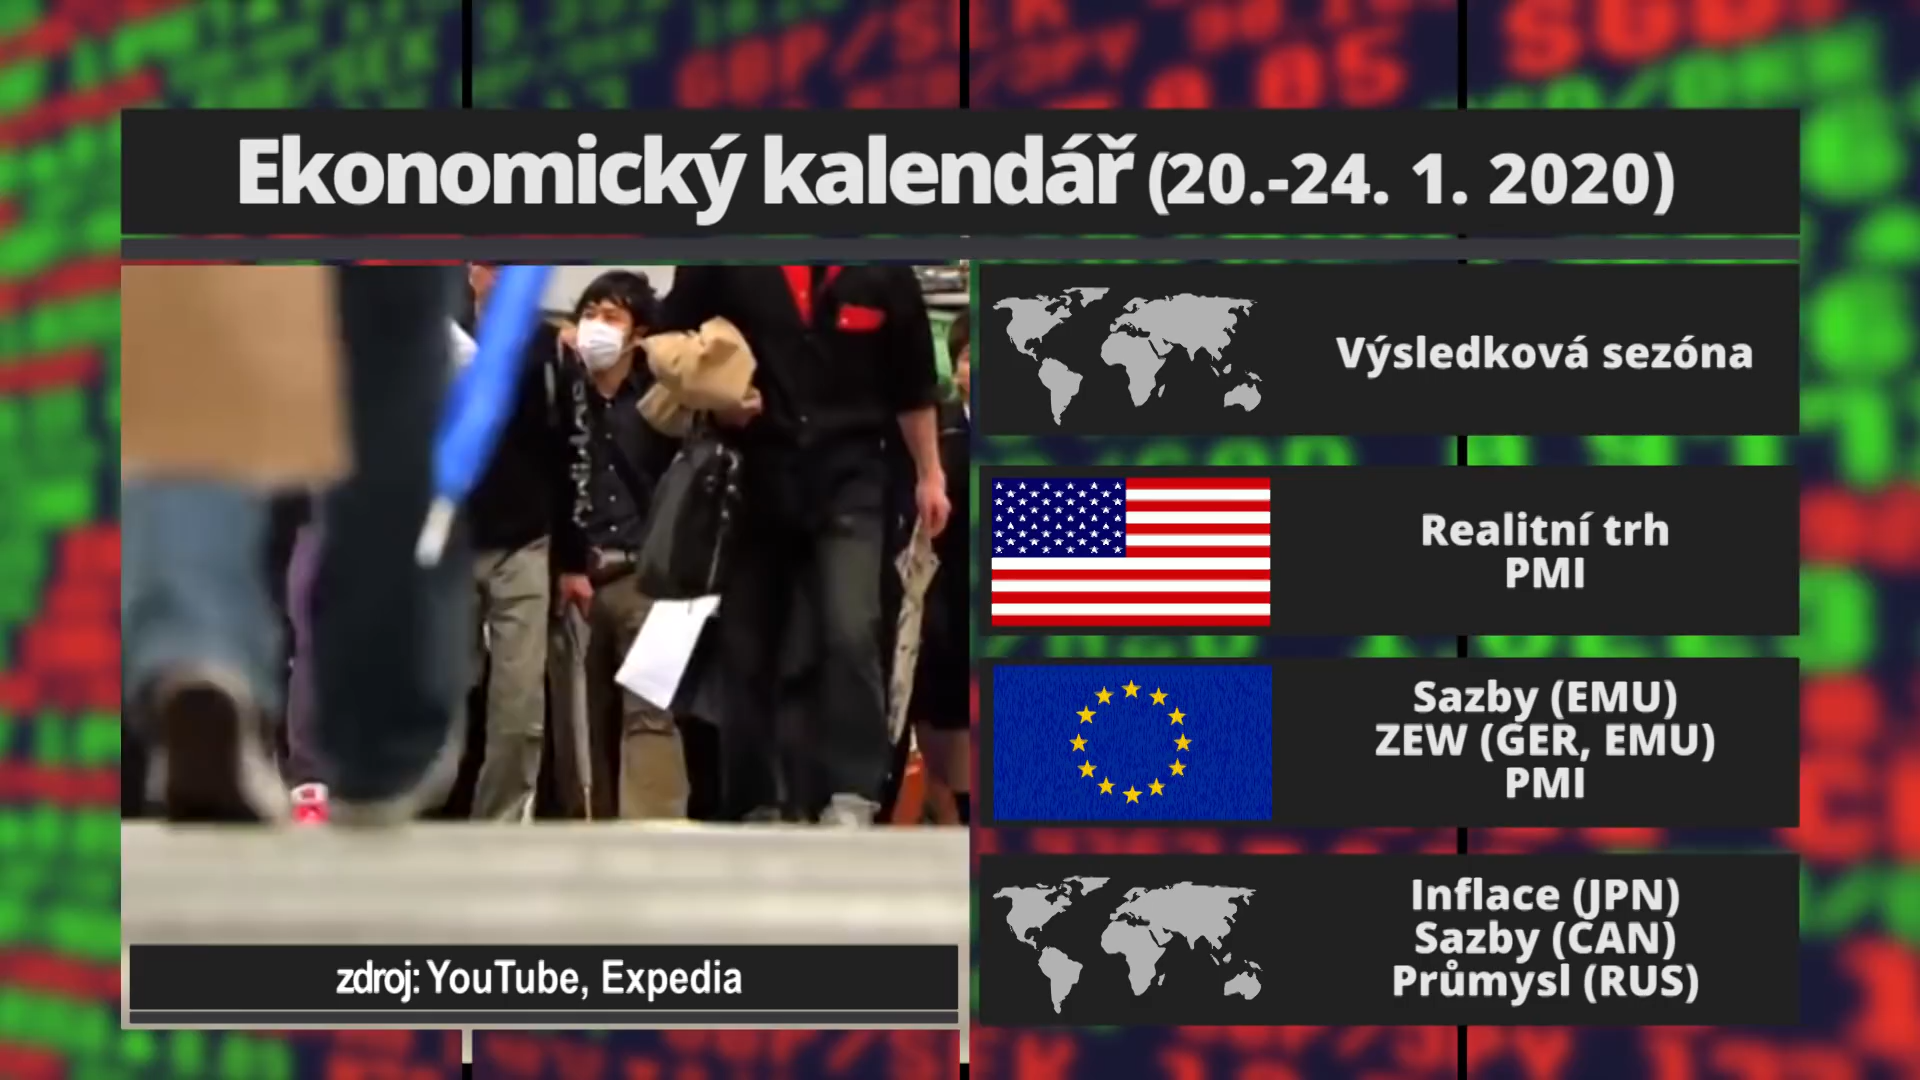 Ekonomický kalendář (20.-24. 1. 2020)
Výsledková sezóna
Realitní trh
PMI
Sazby (EMU)
ZEW (GER, EMU)
PMI
Inflace (JPN)
Sazby (CAN)
Průmysl (RUS)
zdroj: YouTube, Expedia